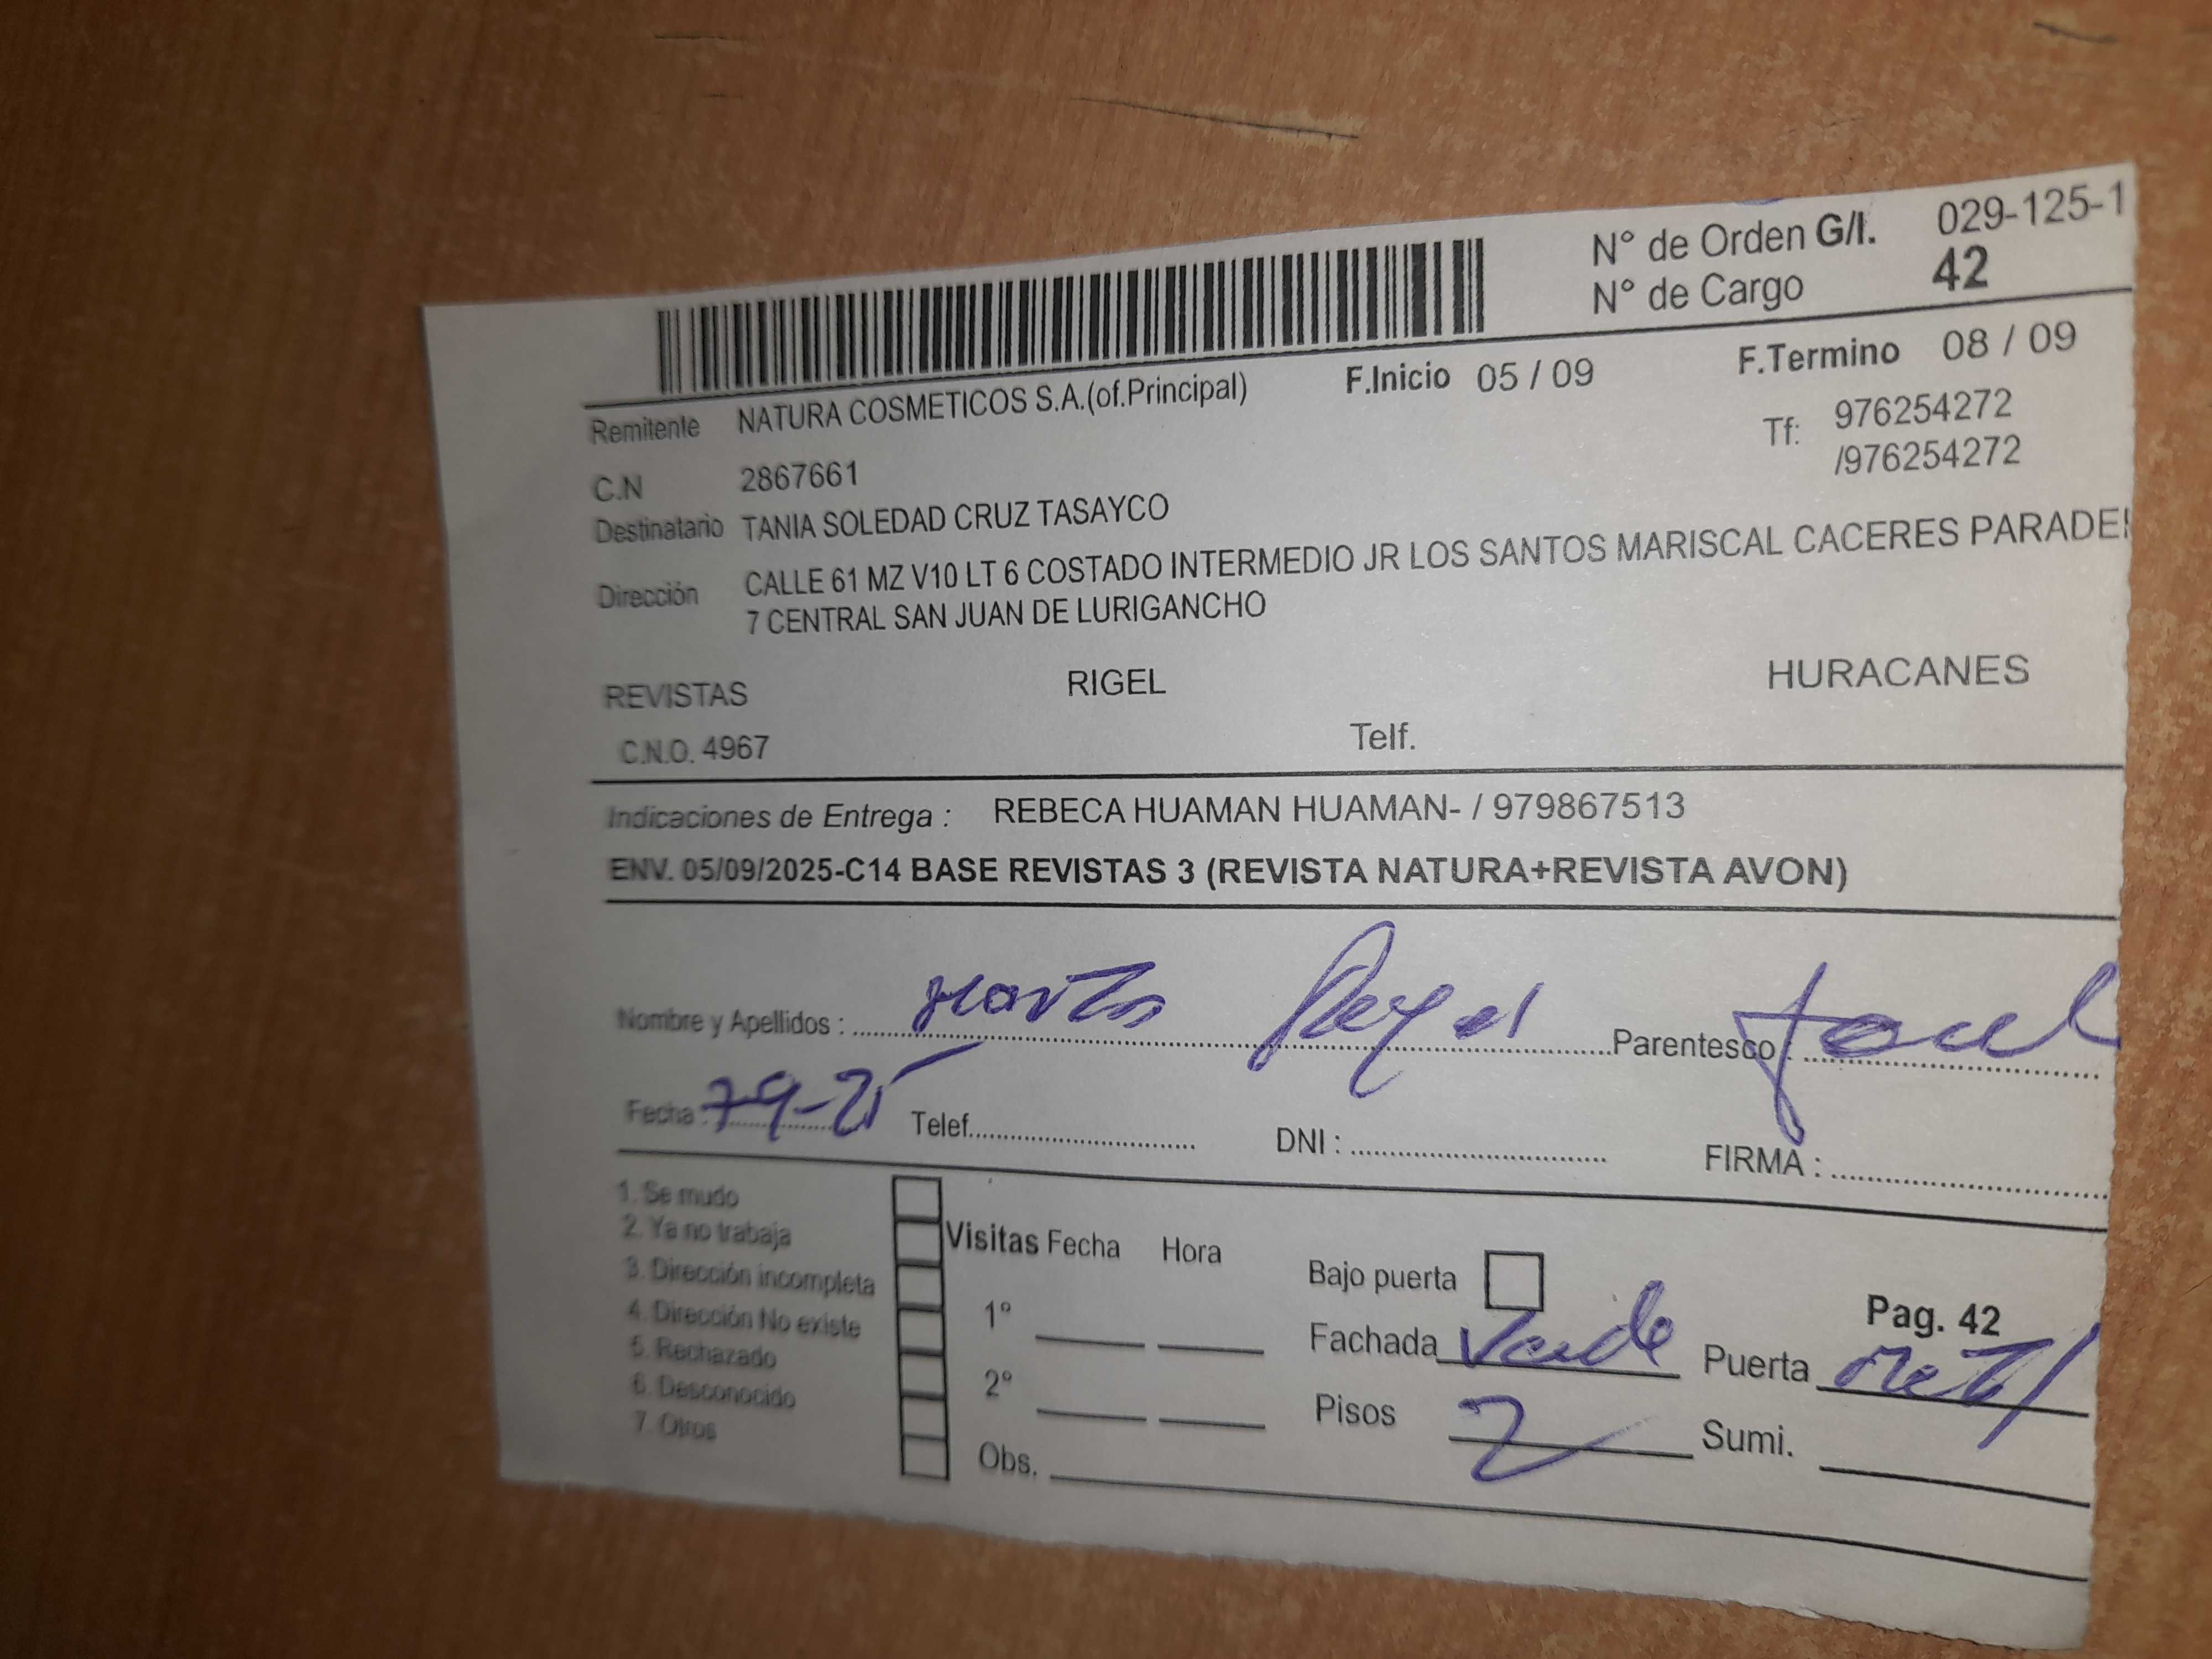 N° de Orden G/I. 029-125-1
N° de Cargo 42
F.Inicio 05 / 09 F.Termino 08 / 09
Remitente NATURA COSMETICOS S.A.(of.Principal)
Tf: 976254272
/976254272
C.N 2867661
Destinatario TANIA SOLEDAD CRUZ TASAYCO
Dirección CALLE 61 MZ V10 LT 6 COSTADO INTERMEDIO JR LOS SANTOS MARISCAL CACERES PARADE
7 CENTRAL SAN JUAN DE LURIGANCHO
REVISTAS RIGEL HURACANES
C.N.O. 4967 Telf.
Indicaciones de Entrega : REBECA HUAMAN HUAMAN- / 979867513
ENV. 05/09/2025-C14 BASE REVISTAS 3 (REVISTA NATURA+REVISTA AVON)
Nombre y Apellidos : Parentesco :
Fecha : 7-9-25 Telef. DNI : FIRMA :
1. Se mudo
2. Ya no trabaja
3. Dirección incompleta
4. Dirección No existe
5. Rechazado
6. Desconocido
7. Otros
Visitas Fecha Hora
1°
2°
Obs.
Bajo puerta
Pag. 42
Fachada Verde Puerta Metal
Pisos 2 Sumi.